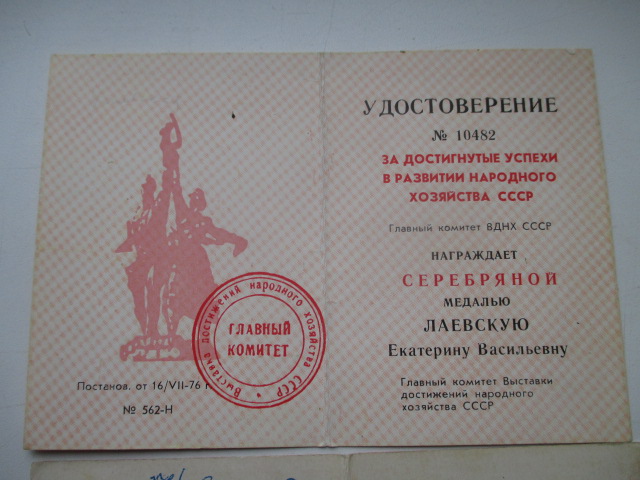 Выставка достижений народного хозяйства СССР
ГЛАВНЫЙ
КОМИТЕТ
Постанов. от 16/VII-76 г
№ 562-Н
УДОСТОВЕРЕНИЕ
№ 10482
ЗА ДОСТИГНУТЫЕ УСПЕХИ
В РАЗВИТИИ НАРОДНОГО
ХОЗЯЙСТВА СССР
Главный комитет ВДНХ СССР
НАГРАЖДАЕТ
СЕРЕБРЯНОЙ
МЕДАЛЬЮ
ЛАЕВСКУЮ
Екатерину Васильевну
Главный комитет Выставки
достижений народного
хозяйства СССР